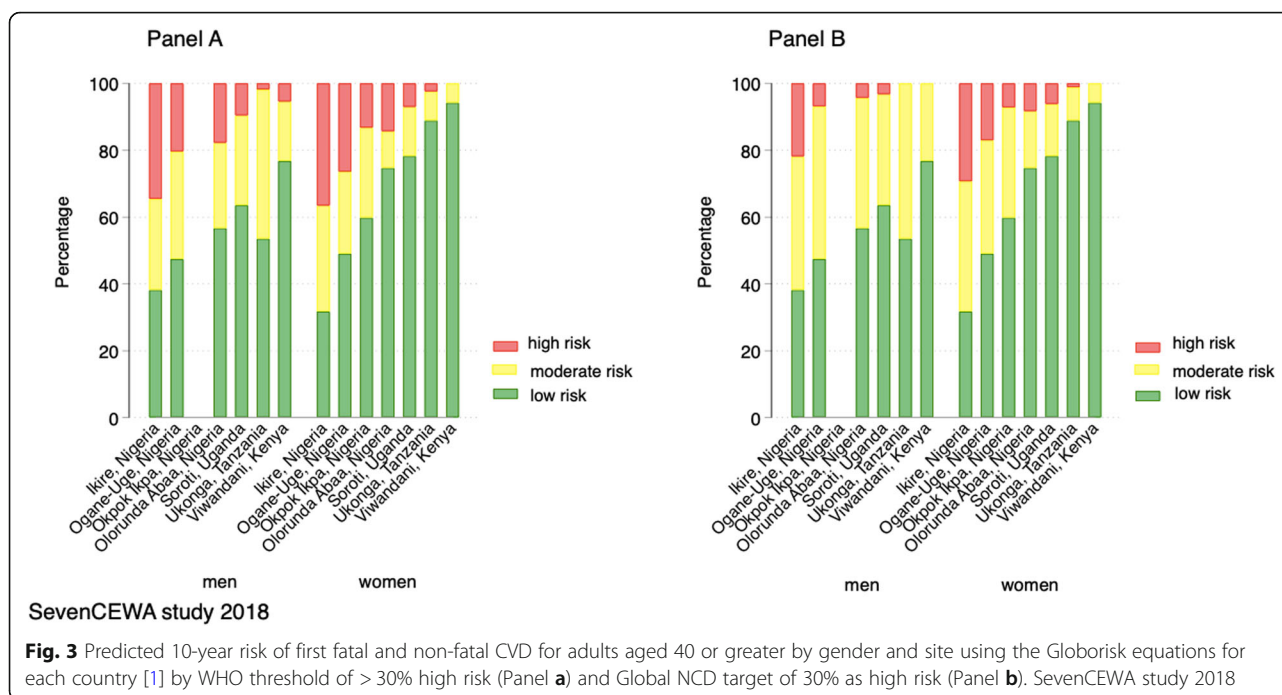 Panel A
Panel B
100
80
60
40
20
0
Percentage
high risk
moderate risk
low risk
Ikire, Nigeria
Ogane-Uge, Nigeria
Okpok Ikpa, Nigeria
Olorunda Abaa, Nigeria
Soroti, Uganda
Ukonga, Tanzania
Viwandani, Kenya
Ikire, Nigeria
Ogane-Uge, Nigeria
Okpok Ikpa, Nigeria
Olorunda Abaa, Nigeria
Soroti, Uganda
Ukonga, Tanzania
Viwandani, Kenya
men
women
100
80
60
40
20
0
Percentage
high risk
moderate risk
low risk
Ikire, Nigeria
Ogane-Uge, Nigeria
Okpok Ikpa, Nigeria
Olorunda Abaa, Nigeria
Soroti, Uganda
Ukonga, Tanzania
Viwandani, Kenya
Ikire, Nigeria
Ogane-Uge, Nigeria
Okpok Ikpa, Nigeria
Olorunda Abaa, Nigeria
Soroti, Uganda
Ukonga, Tanzania
Viwandani, Kenya
men
women
SevenCEWA study 2018
Fig. 3 Predicted 10-year risk of first fatal and non-fatal CVD for adults aged 40 or greater by gender and site using the Globorisk equations for
each country [1] by WHO threshold of > 30% high risk (Panel a) and Global NCD target of 30% as high risk (Panel b). SevenCEWA study 2018